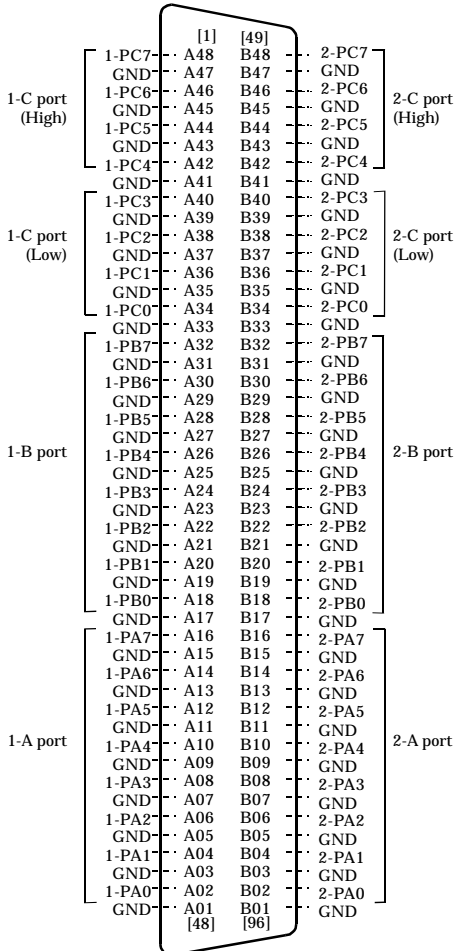 [1] [49]
1-PC7 A48 B48 2-PC7
GND A47 B47 GND
1-PC6 A46 B46 2-PC6
1-C port (High) GND A45 B45 GND 2-C port (High)
1-PC5 A44 B44 2-PC5
GND A43 B43 GND
1-PC4 A42 B42 2-PC4
GND A41 B41 GND
1-PC3 A40 B40 2-PC3
GND A39 B39 GND
1-C port (Low) 1-PC2 A38 B38 2-PC2 2-C port (Low)
GND A37 B37 GND
1-PC1 A36 B36 2-PC1
GND A35 B35 GND
1-PC0 A34 B34 2-PC0
GND A33 B33 GND
1-PB7 A32 B32 2-PB7
GND A31 B31 GND
1-PB6 A30 B30 2-PB6
GND A29 B29 GND
1-PB5 A28 B28 2-PB5
GND A27 B27 GND
1-B port 1-PB4 A26 B26 2-PB4 2-B port
GND A25 B25 GND
1-PB3 A24 B24 2-PB3
GND A23 B23 GND
1-PB2 A22 B22 2-PB2
GND A21 B21 GND
1-PB1 A20 B20 2-PB1
GND A19 B19 GND
1-PB0 A18 B18 2-PB0
GND A17 B17 GND
1-PA7 A16 B16 2-PA7
GND A15 B15 GND
1-PA6 A14 B14 2-PA6
GND A13 B13 GND
1-PA5 A12 B12 2-PA5
GND A11 B11 GND
1-A port 1-PA4 A10 B10 2-PA4 2-A port
GND A09 B09 GND
1-PA3 A08 B08 2-PA3
GND A07 B07 GND
1-PA2 A06 B06 2-PA2
GND A05 B05 GND
1-PA1 A04 B04 2-PA1
GND A03 B03 GND
1-PA0 A02 B02 2-PA0
GND A01 B01 GND
[48] [96]